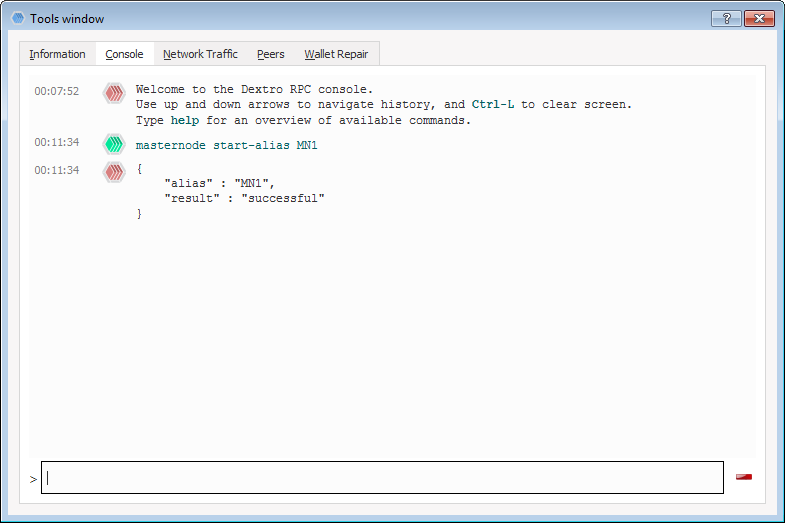 Tools window
?
Information Console Network Traffic Peers Wallet Repair
00:07:52 Welcome to the Dextro RPC console.
Use up and down arrows to navigate history, and Ctrl-L to clear screen.
Type help for an overview of available commands.
00:11:34 masternode start-alias MN1
00:11:34 {
"alias" : "MN1",
"result" : "successful"
}
>